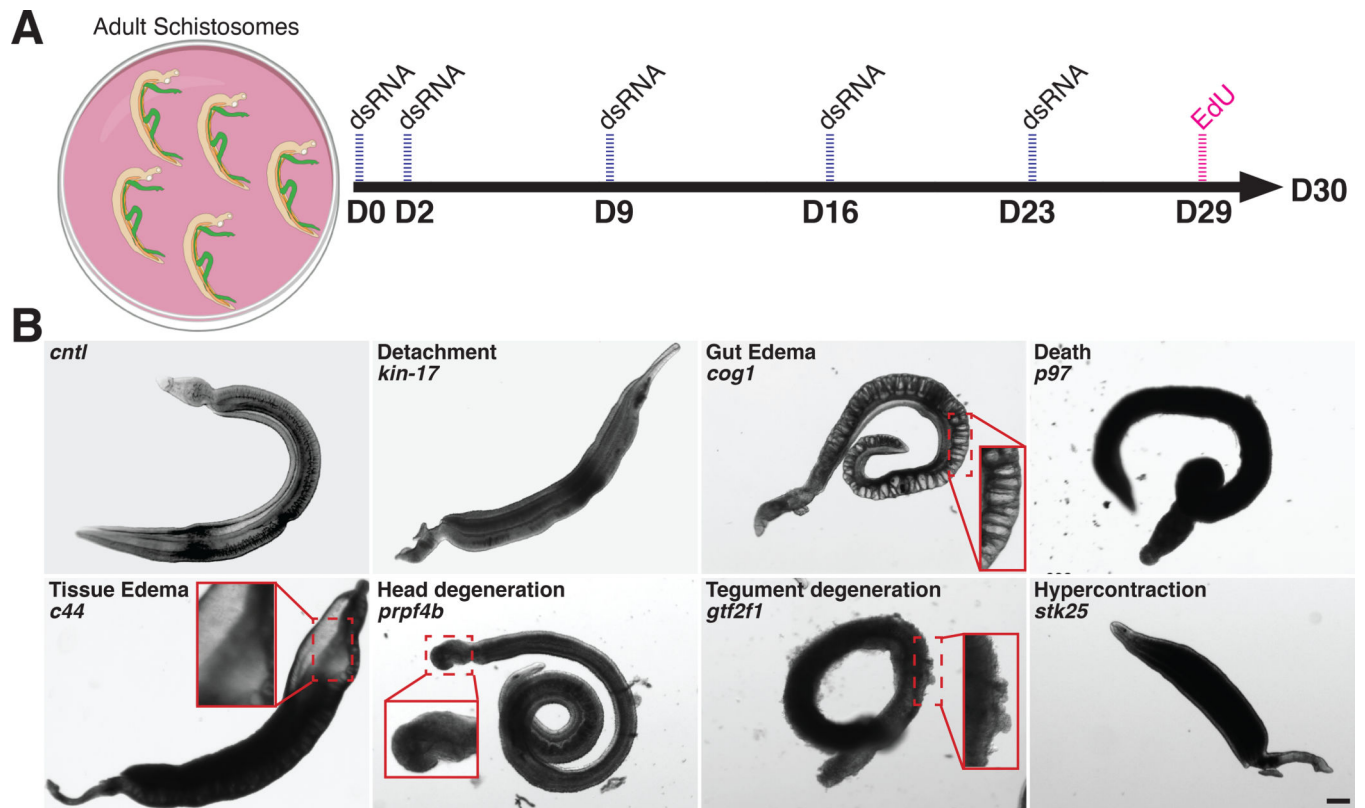 A
Adult Schistosomes
dsRNA
dsRNA
dsRNA
dsRNA
dsRNA
EdU
D0
D2
D9
D16
D23
D29
D30
B
cntl
Detachment
kin-17
Gut Edema
cog1
Death
p97
Tissue Edema
c44
Head degeneration
prpf4b
Tegument degeneration
gtf2f1
Hypercontraction
stk25